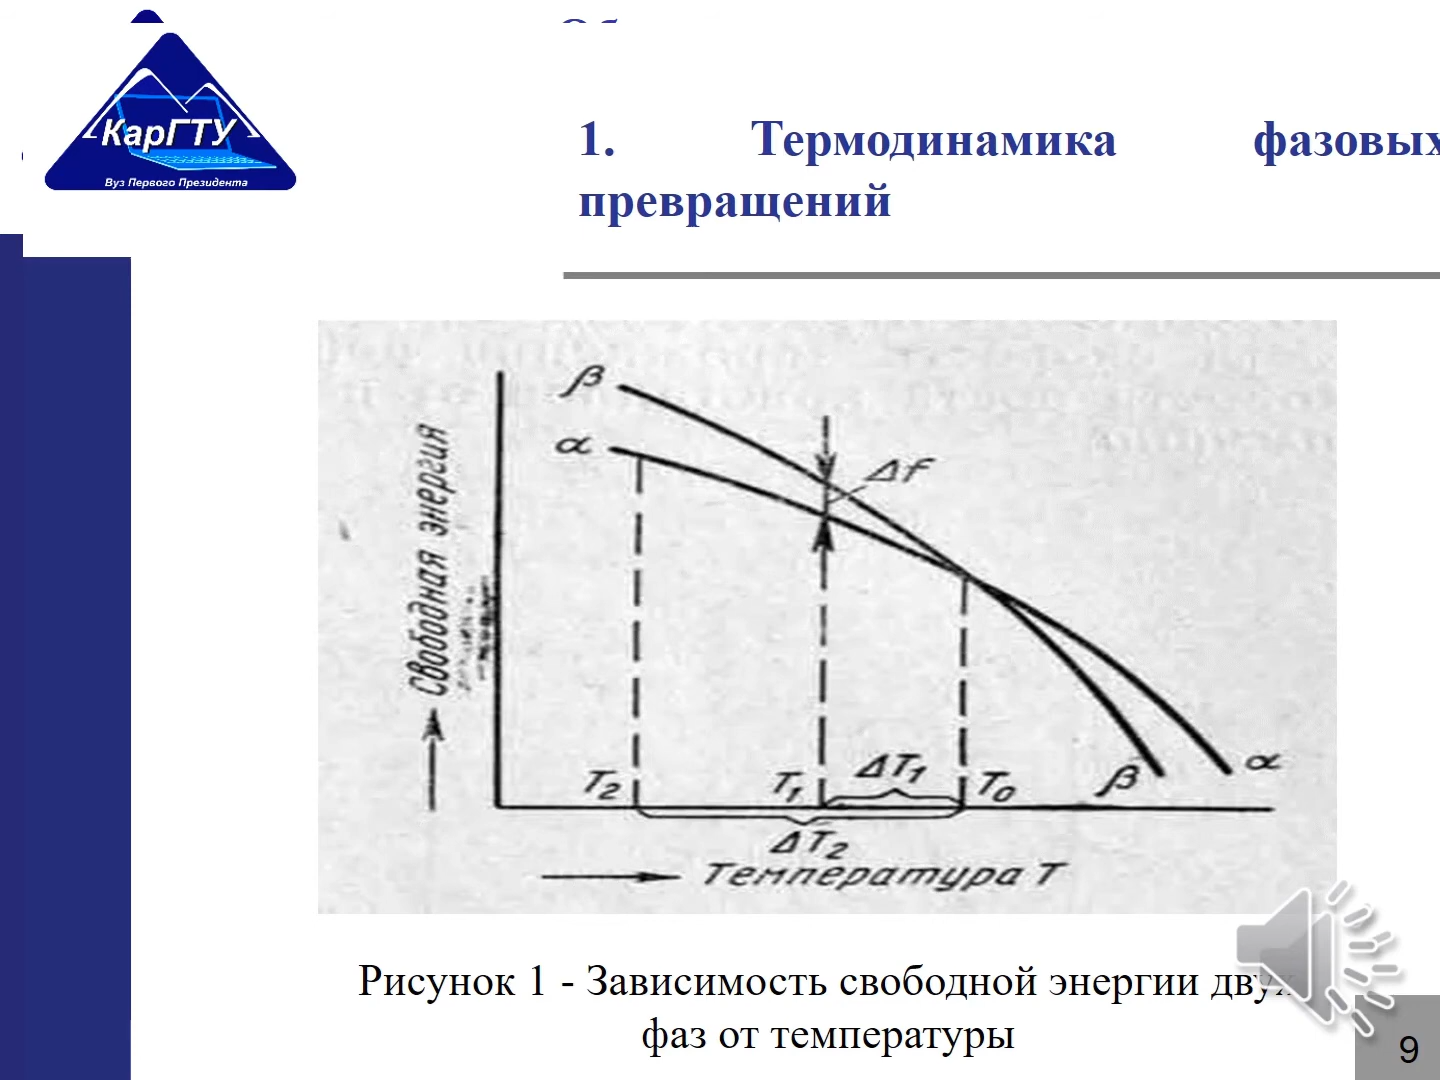 КарГТУ
Вуз Первого Президента
1. Термодинамика фазовых
превращений
β
α
Δf
Свободная энергия
T₂ T₁ ΔT₁ T₀ β α
ΔT₂
Температура T
Рисунок 1 - Зависимость свободной энергии двух
фаз от температуры
9